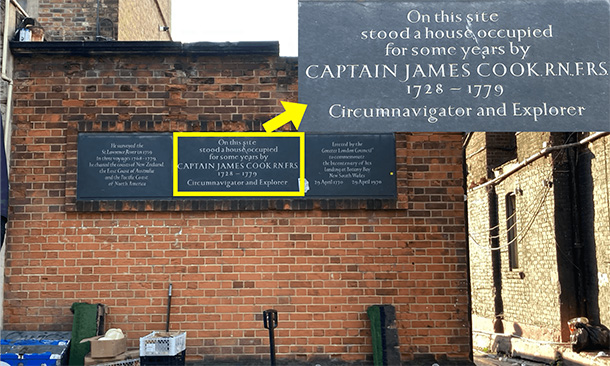 He surveyed the
St Lawrence River in 1759
In three voyages 1768–1779
he charted the coasts of New Zealand,
the East Coast of Australia
and the Pacific Coast
of North America
On this site
stood a house occupied
for some years by
CAPTAIN JAMES COOK.R.N.,F.R.S.
1728 – 1779
Circumnavigator and Explorer
Erected by the
Greater London Council
to commemorate
the bicentenary of his
landing at Botany Bay
New South Wales
29 April 1770 29 April 1970
On this site
stood a house occupied
for some years by
CAPTAIN JAMES COOK.R.N.,F.R.S.
1728 – 1779
Circumnavigator and Explorer